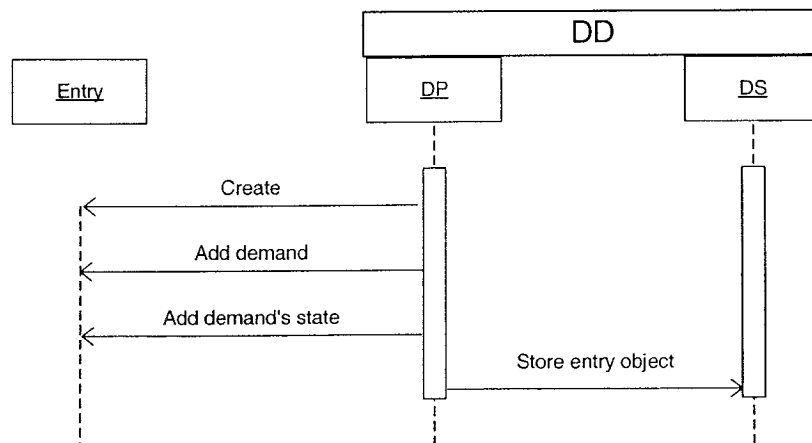 DD
Entry
DP
DS
Create
Add demand
Add demand's state
Store entry object